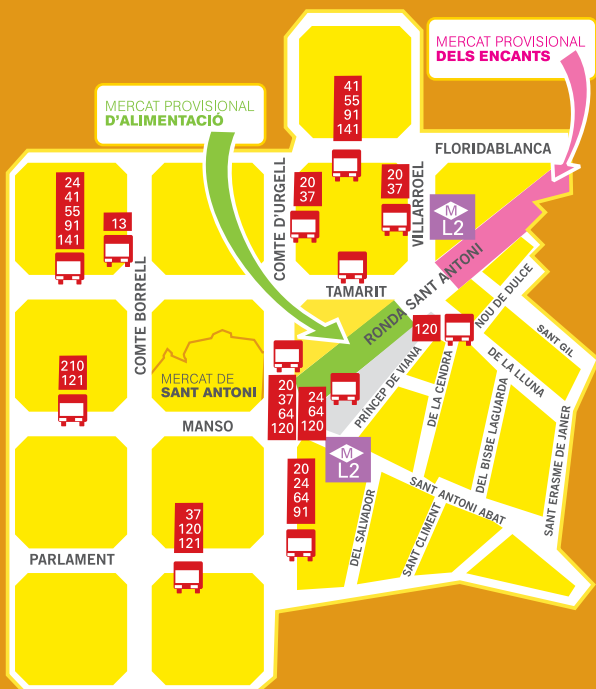 MERCAT PROVISIONAL
DELS ENCANTS
MERCAT PROVISIONAL
D'ALIMENTACIÓ
41
55
91
141
FLORIDABLANCA
24
41
55
91
141
13
20
37
20
37
COMTE D'URGELL
VILLARROEL
M
L2
COMTE BORRELL
TAMARIT
RONDA SANT ANTONI
NOU DE DULCE
SANT GIL
120
MERCAT DE
SANT ANTONI
210
121
20
37
64
120
24
64
120
PRÍNCEP DE VIANA
DE LA CENDRA
DE LA LLUNA
DEL BISBE LAGUARDA
SANT ERASME DE JANER
MANSO
M
L2
20
24
64
91
SANT ANTONI ABAT
37
120
121
DEL SALVADOR
SANT CLIMENT
PARLAMENT